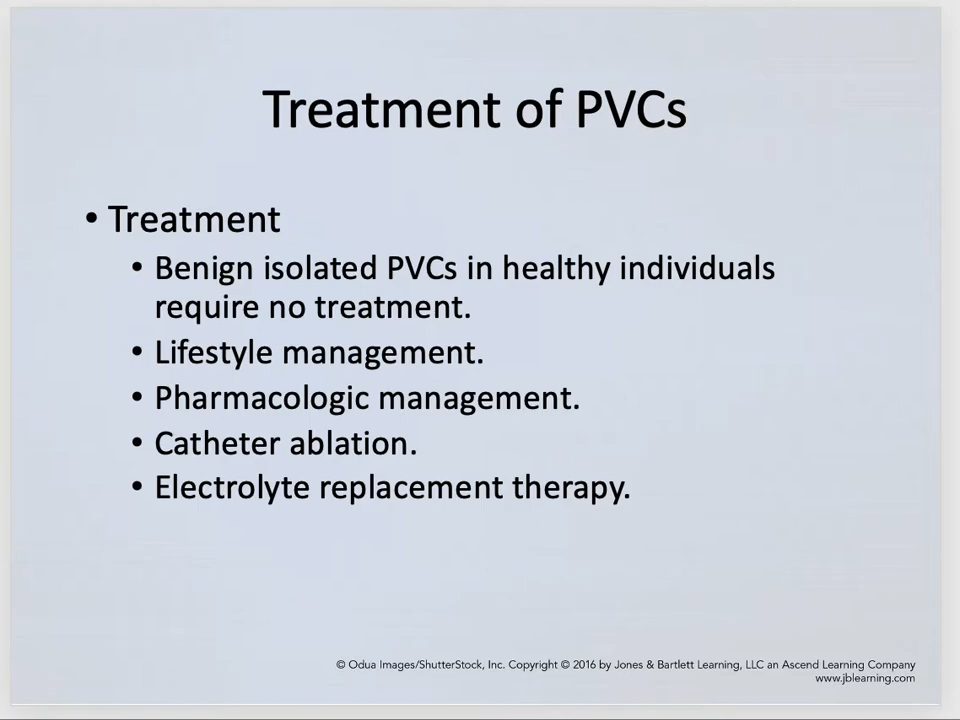 Treatment of PVCs
• Treatment
• Benign isolated PVCs in healthy individuals
require no treatment.
• Lifestyle management.
• Pharmacologic management.
• Catheter ablation.
• Electrolyte replacement therapy.
© Odua Images/ShutterStock, Inc. Copyright © 2016 by Jones & Bartlett Learning, LLC an Ascend Learning Company
www.jblearning.com